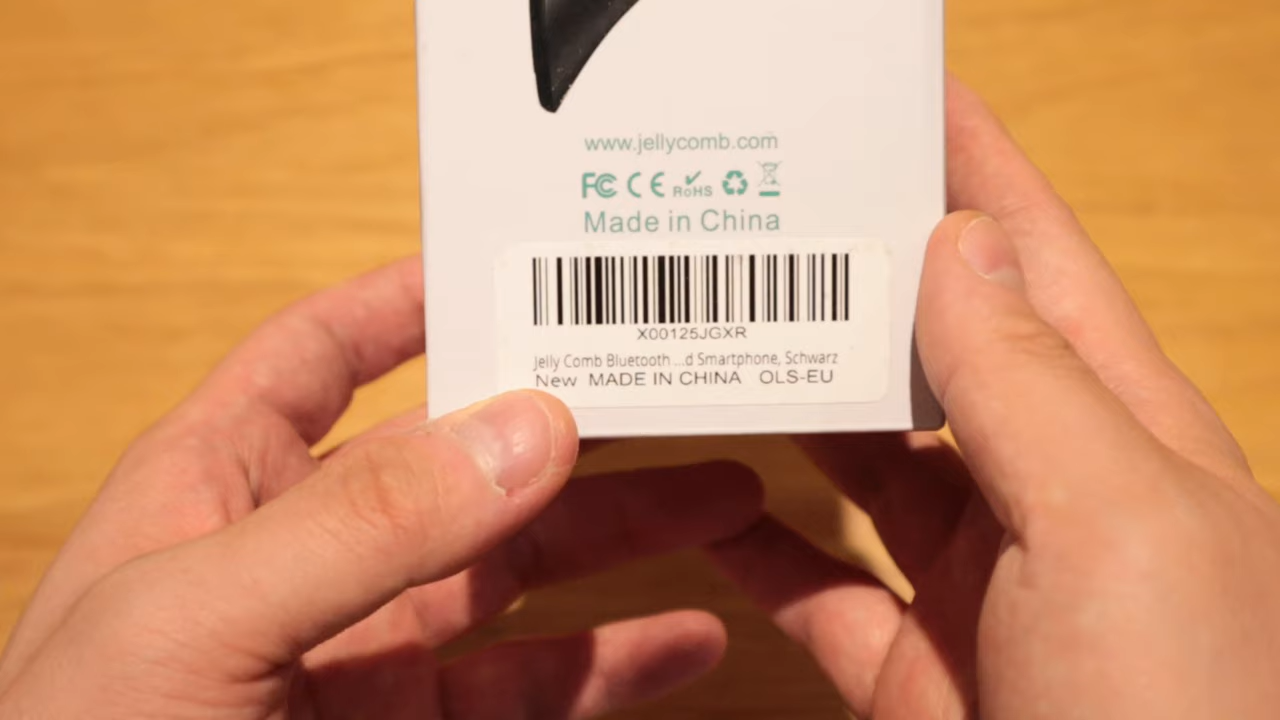 www.jellycomb.com
FC CE RoHS
Made in China
X00125JGXR
Jelly Comb Bluetooth ...d Smartphone, Schwarz
New MADE IN CHINA OLS-EU